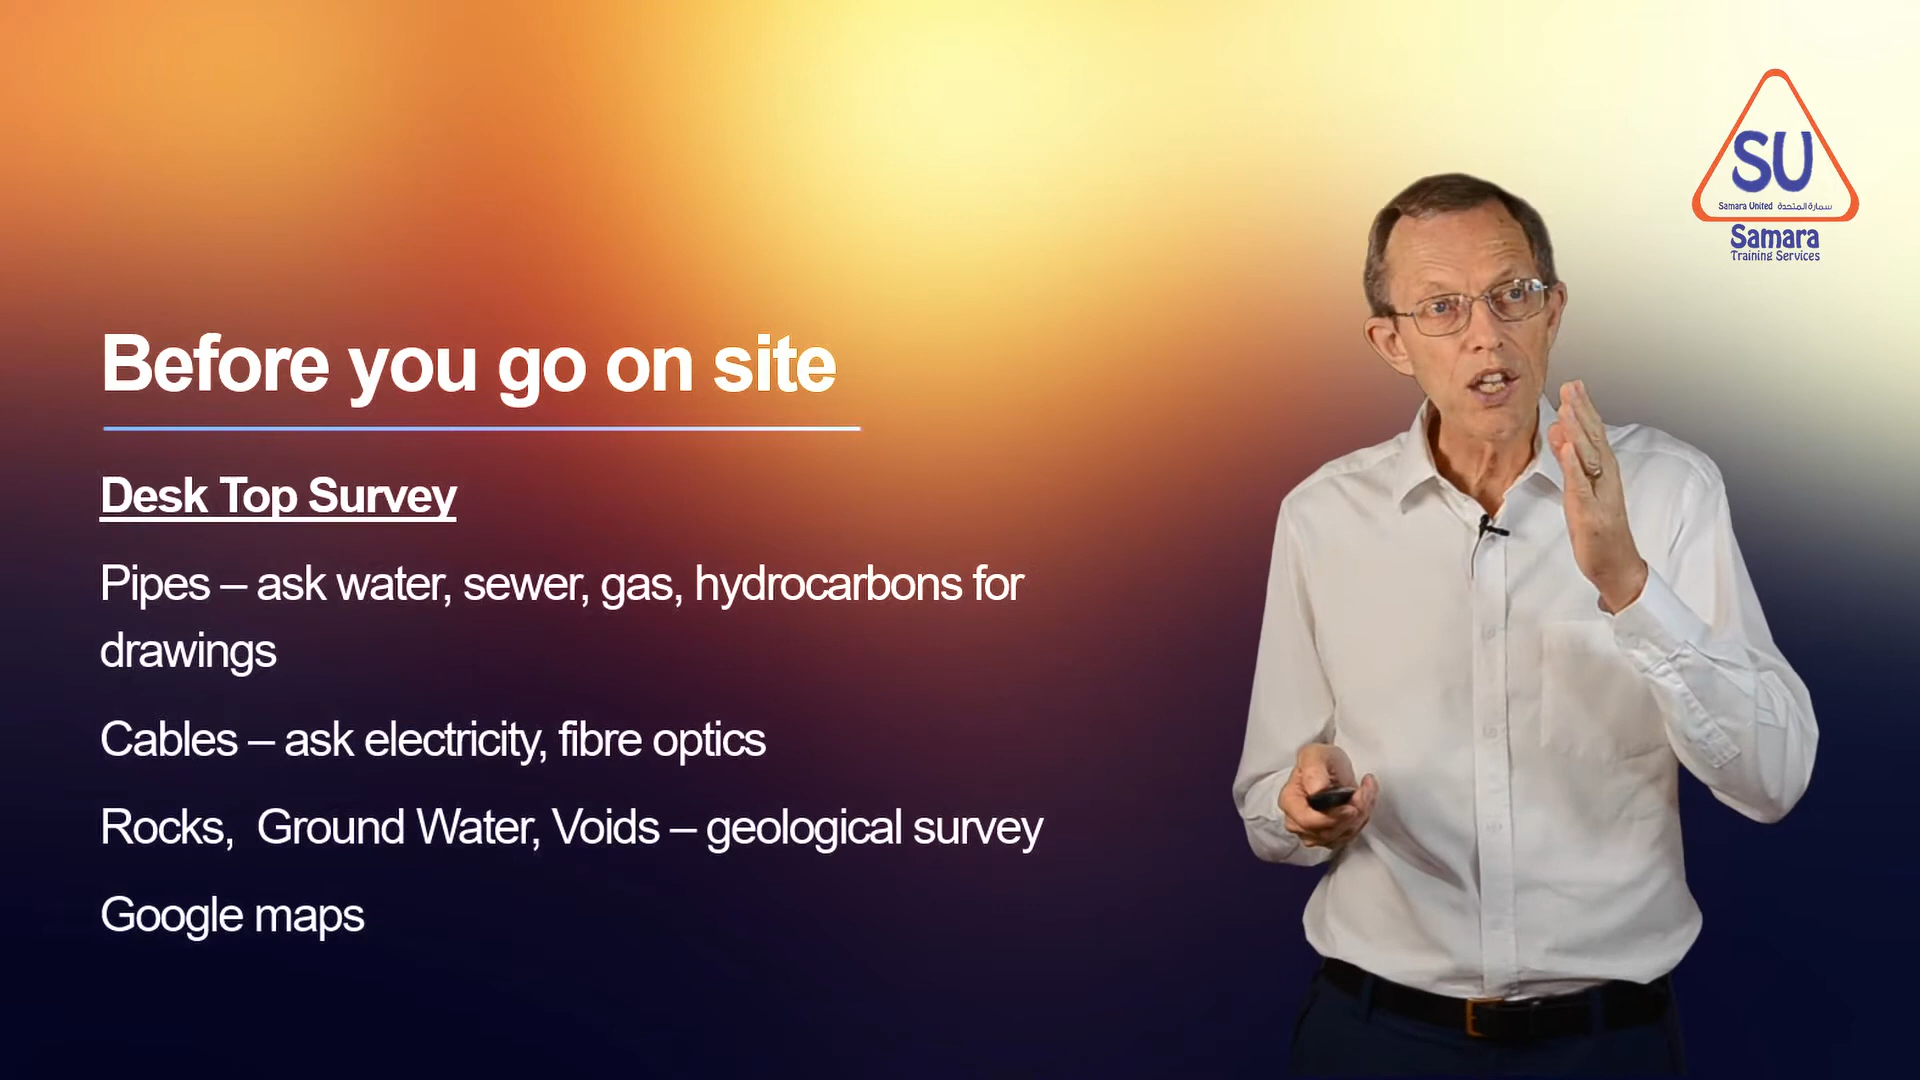 SU
Samara United سمارة المتحدة
Samara
Training Services
Before you go on site
Desk Top Survey
Pipes – ask water, sewer, gas, hydrocarbons for
drawings
Cables – ask electricity, fibre optics
Rocks,  Ground Water, Voids – geological survey
Google maps